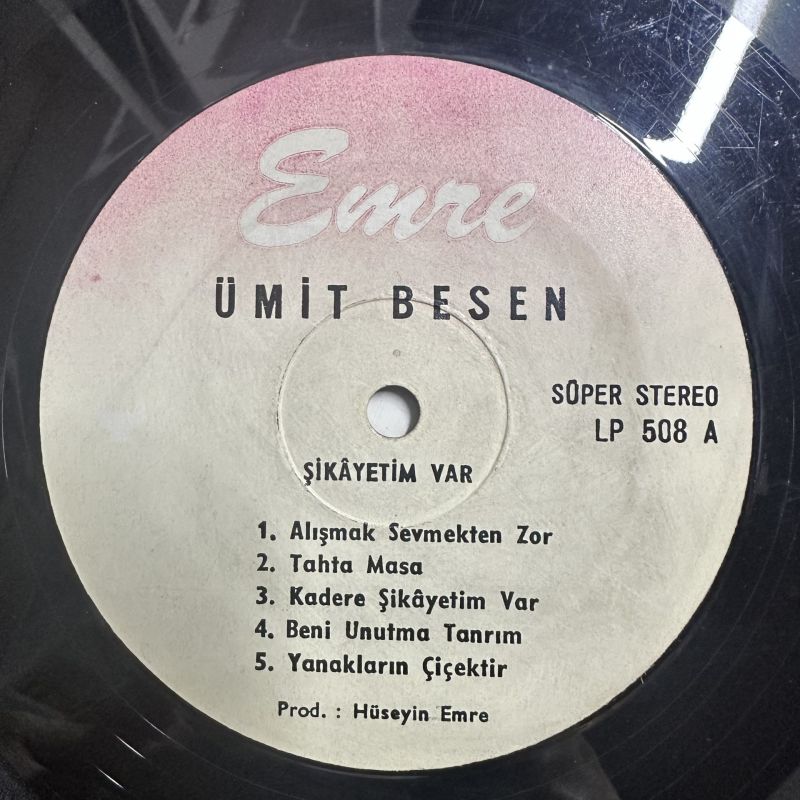 Emre
ÜMİT BESEN
SÜPER STEREO
LP 508 A
ŞİKÂYETİM VAR
1. Alışmak Sevmekten Zor
2. Tahta Masa
3. Kadere Şikâyetim Var
4. Beni Unutma Tanrım
5. Yanakların Çiçektir
Prod. : Hüseyin Emre